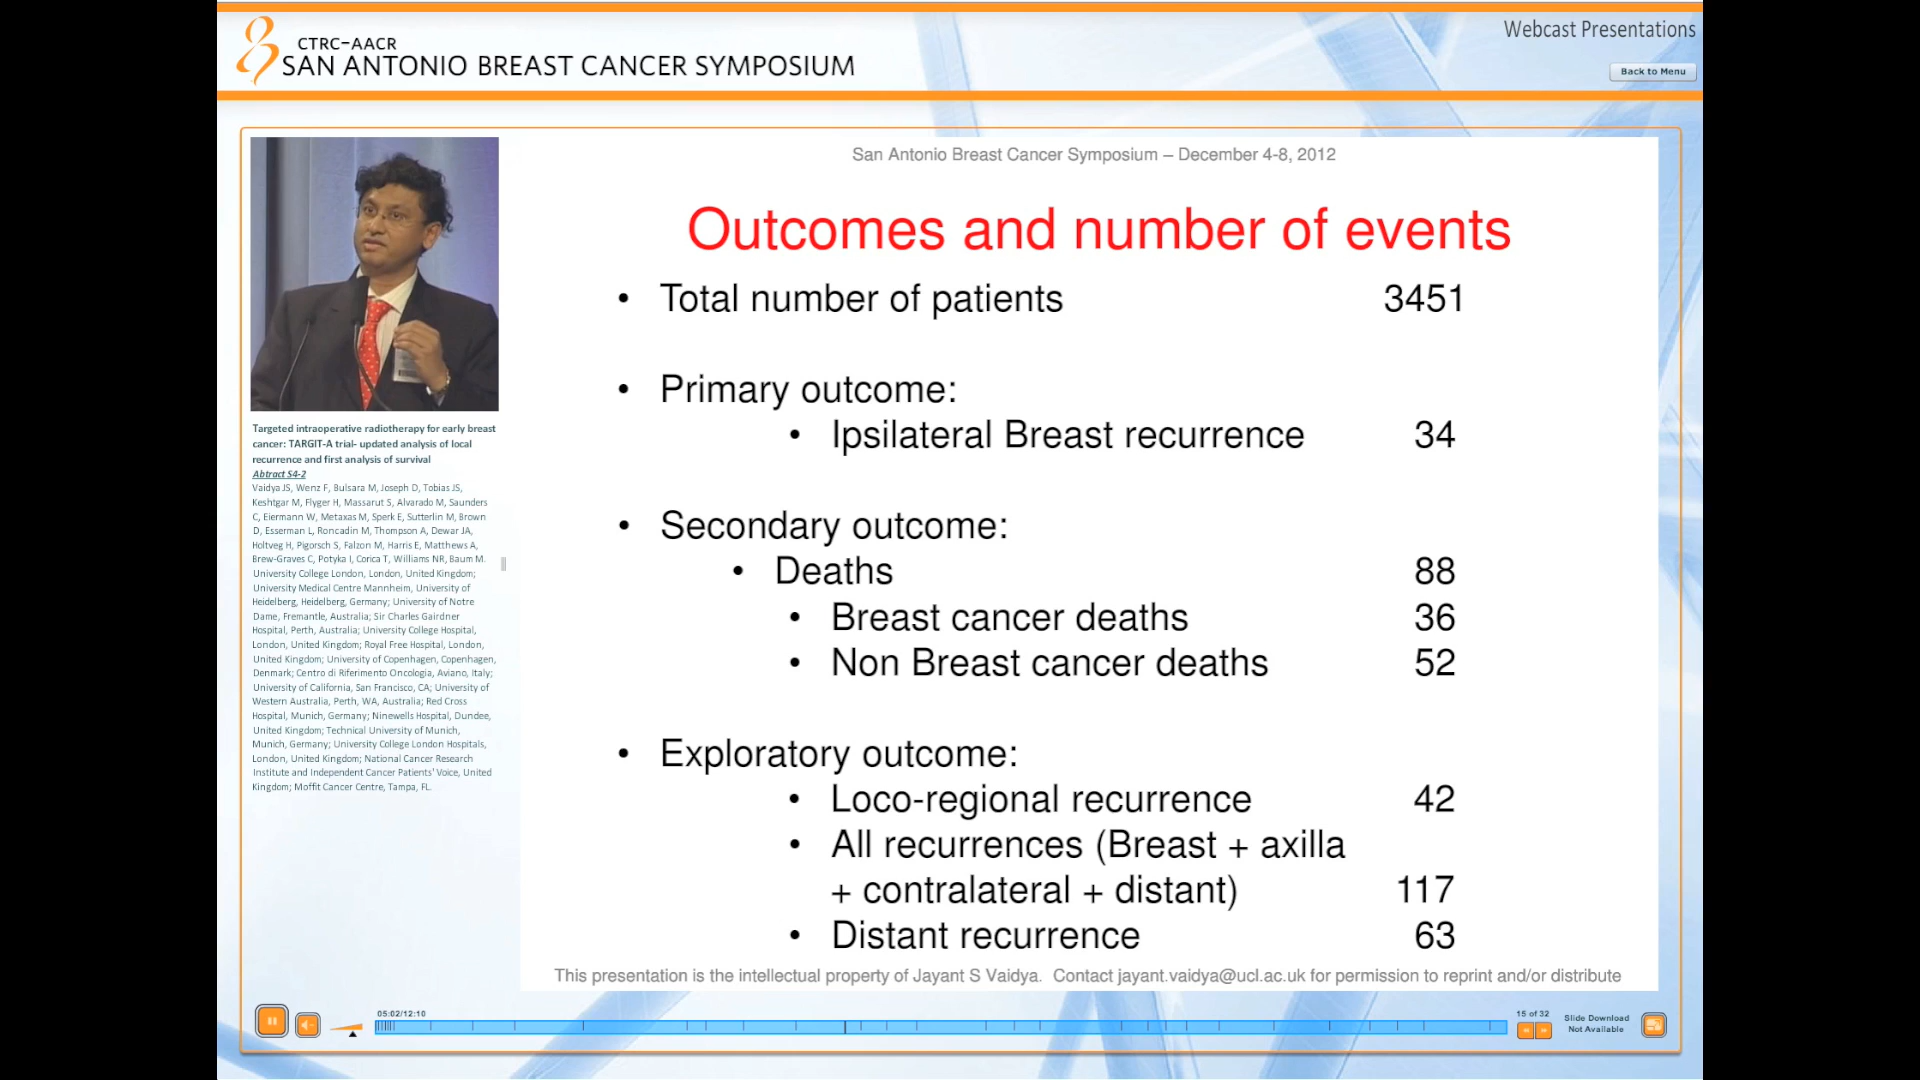 CTRC–AACR
SAN ANTONIO BREAST CANCER SYMPOSIUM
Webcast Presentations
Back to Menu
San Antonio Breast Cancer Symposium – December 4-8, 2012
Outcomes and number of events
• Total number of patients 3451
• Primary outcome:
• Ipsilateral Breast recurrence 34
• Secondary outcome:
• Deaths 88
• Breast cancer deaths 36
• Non Breast cancer deaths 52
• Exploratory outcome:
• Loco-regional recurrence 42
• All recurrences (Breast + axilla
+ contralateral + distant) 117
• Distant recurrence 63
This presentation is the intellectual property of Jayant S Vaidya. Contact jayant.vaidya@ucl.ac.uk for permission to reprint and/or distribute
Targeted intraoperative radiotherapy for early breast
cancer: TARGIT-A trial- updated analysis of local
recurrence and first analysis of survival
Abtract S4-2
Vaidya JS, Wenz F, Bulsara M, Joseph D, Tobias JS,
Keshtgar M, Flyger H, Massarut S, Alvarado M, Saunders
C, Eiermann W, Metaxas M, Sperk E, Sutterlin M, Brown
D, Esserman L, Roncadin M, Thompson A, Dewar JA,
Holtveg H, Pigorsch S, Falzon M, Harris E, Matthews A,
Brew-Graves C, Potyka I, Corica T, Williams NR, Baum M.
University College London, London, United Kingdom;
University Medical Centre Mannheim, University of
Heidelberg, Heidelberg, Germany; University of Notre
Dame, Fremantle, Australia; Sir Charles Gairdner
Hospital, Perth, Australia; University College Hospital,
London, United Kingdom; Royal Free Hospital, London,
United Kingdom; University of Copenhagen, Copenhagen,
Denmark; Centro di Riferimento Oncologia, Aviano, Italy;
University of California, San Francisco, CA; University of
Western Australia, Perth, WA, Australia; Red Cross
Hospital, Munich, Germany; Ninewells Hospital, Dundee,
United Kingdom; Technical University of Munich,
Munich, Germany; University College London Hospitals,
London, United Kingdom; National Cancer Research
Institute and Independent Cancer Patients' Voice, United
Kingdom; Moffit Cancer Centre, Tampa, FL.
05:02/12:10
15 of 32
Slide Download
Not Available